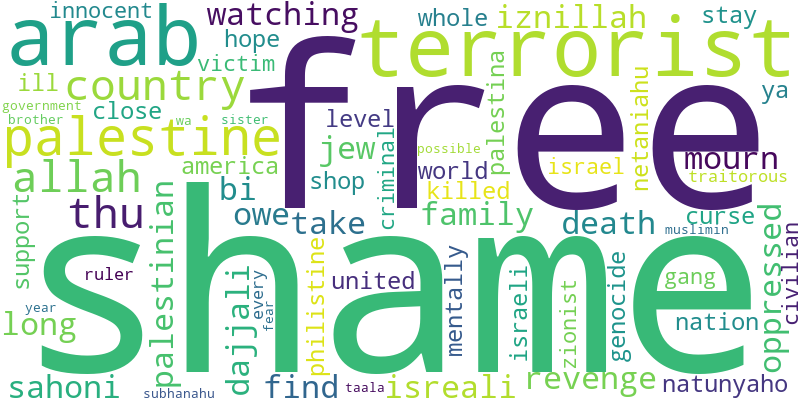 innocent
arab
watching
whole
iznillah
stay
hope
terrorist
victim
ill
country
free
ya
government
brother
close
wa
sister
level
palestina
netaniahu
palestine
america
jew
criminal
possible
world
israel
mourn
traitorous
allah
bi
shop
killed
thu
owe
take
family
death
curse
muslimin
support
palestinian
shame
oppressed
civilian
ruler
dajjali
every
fear
philistine
united
mentally
israeli
zionist
genocide
gang
year
long
nation
sahoni
subhanahu
find
taala
isreali
revenge
natunyaho